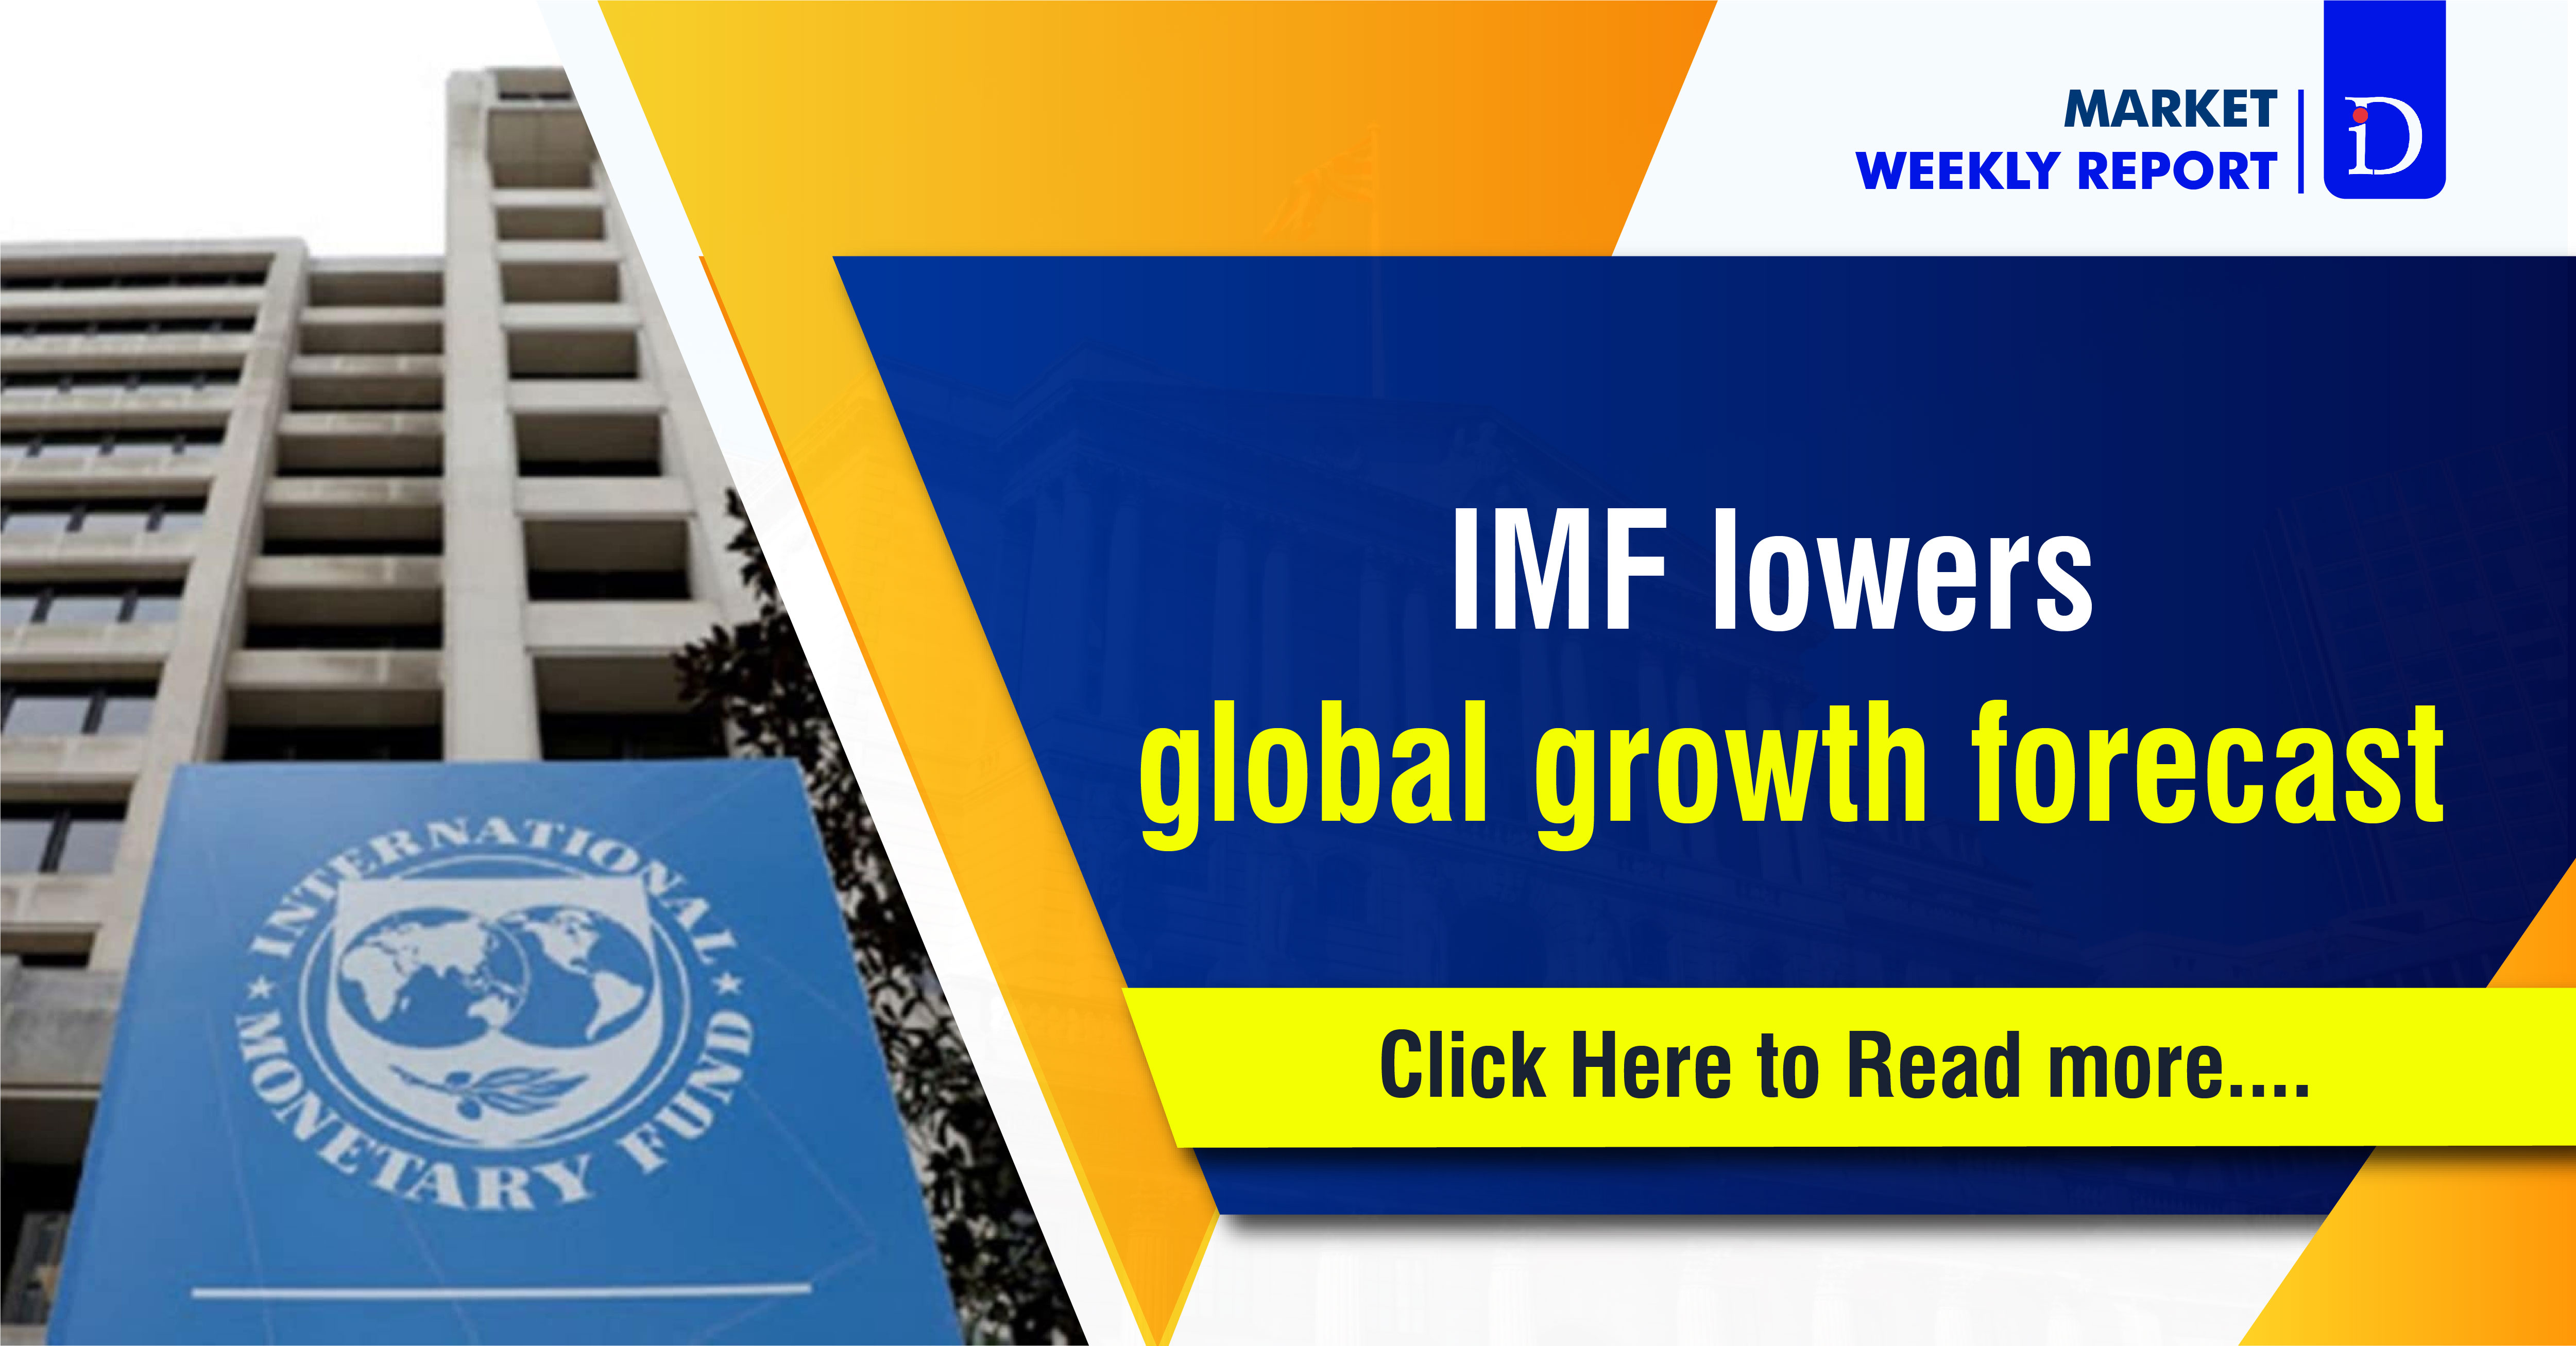 MARKET
WEEKLY REPORT
iD
IMF lowers
global growth forecast
Click Here to Read more....
INTERNATIONAL
MONETARY FUND